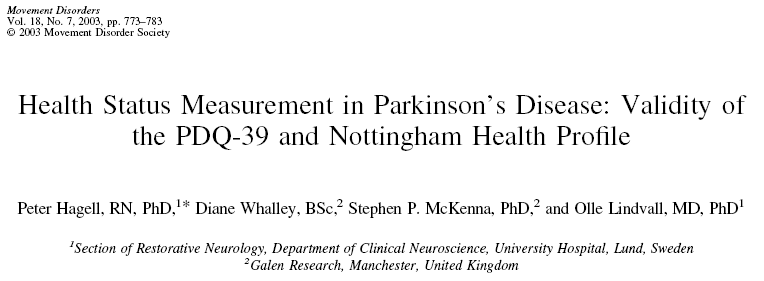 Movement Disorders
Vol. 18, No. 7, 2003, pp. 773–783
© 2003 Movement Disorder Society
Health Status Measurement in Parkinson’s Disease: Validity of
the PDQ-39 and Nottingham Health Profile
Peter Hagell, RN, PhD,¹* Diane Whalley, BSc,² Stephen P. McKenna, PhD,² and Olle Lindvall, MD, PhD¹
¹Section of Restorative Neurology, Department of Clinical Neuroscience, University Hospital, Lund, Sweden
²Galen Research, Manchester, United Kingdom